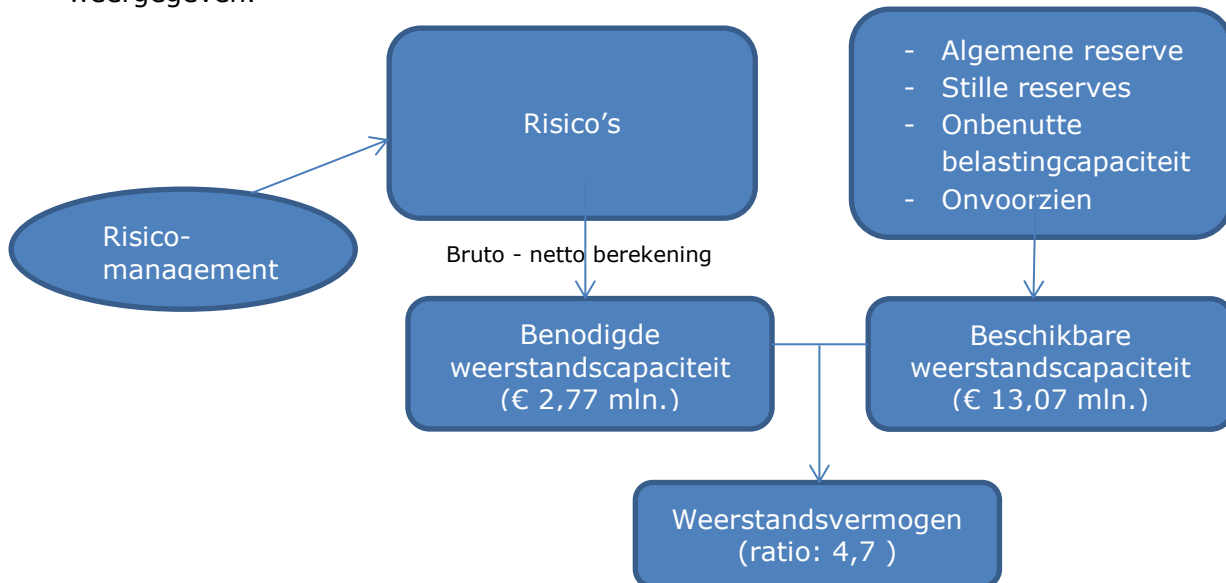 weergegeven.
Risico's
- Algemene reserve
- Stille reserves
- Onbenutte
belastingcapaciteit
- Onvoorzien
Risico-
management
Bruto - netto berekening
Benodigde
weerstandscapaciteit
(€ 2,77 mln.)
Beschikbare
weerstandscapaciteit
(€ 13,07 mln.)
Weerstandsvermogen
(ratio: 4,7 )